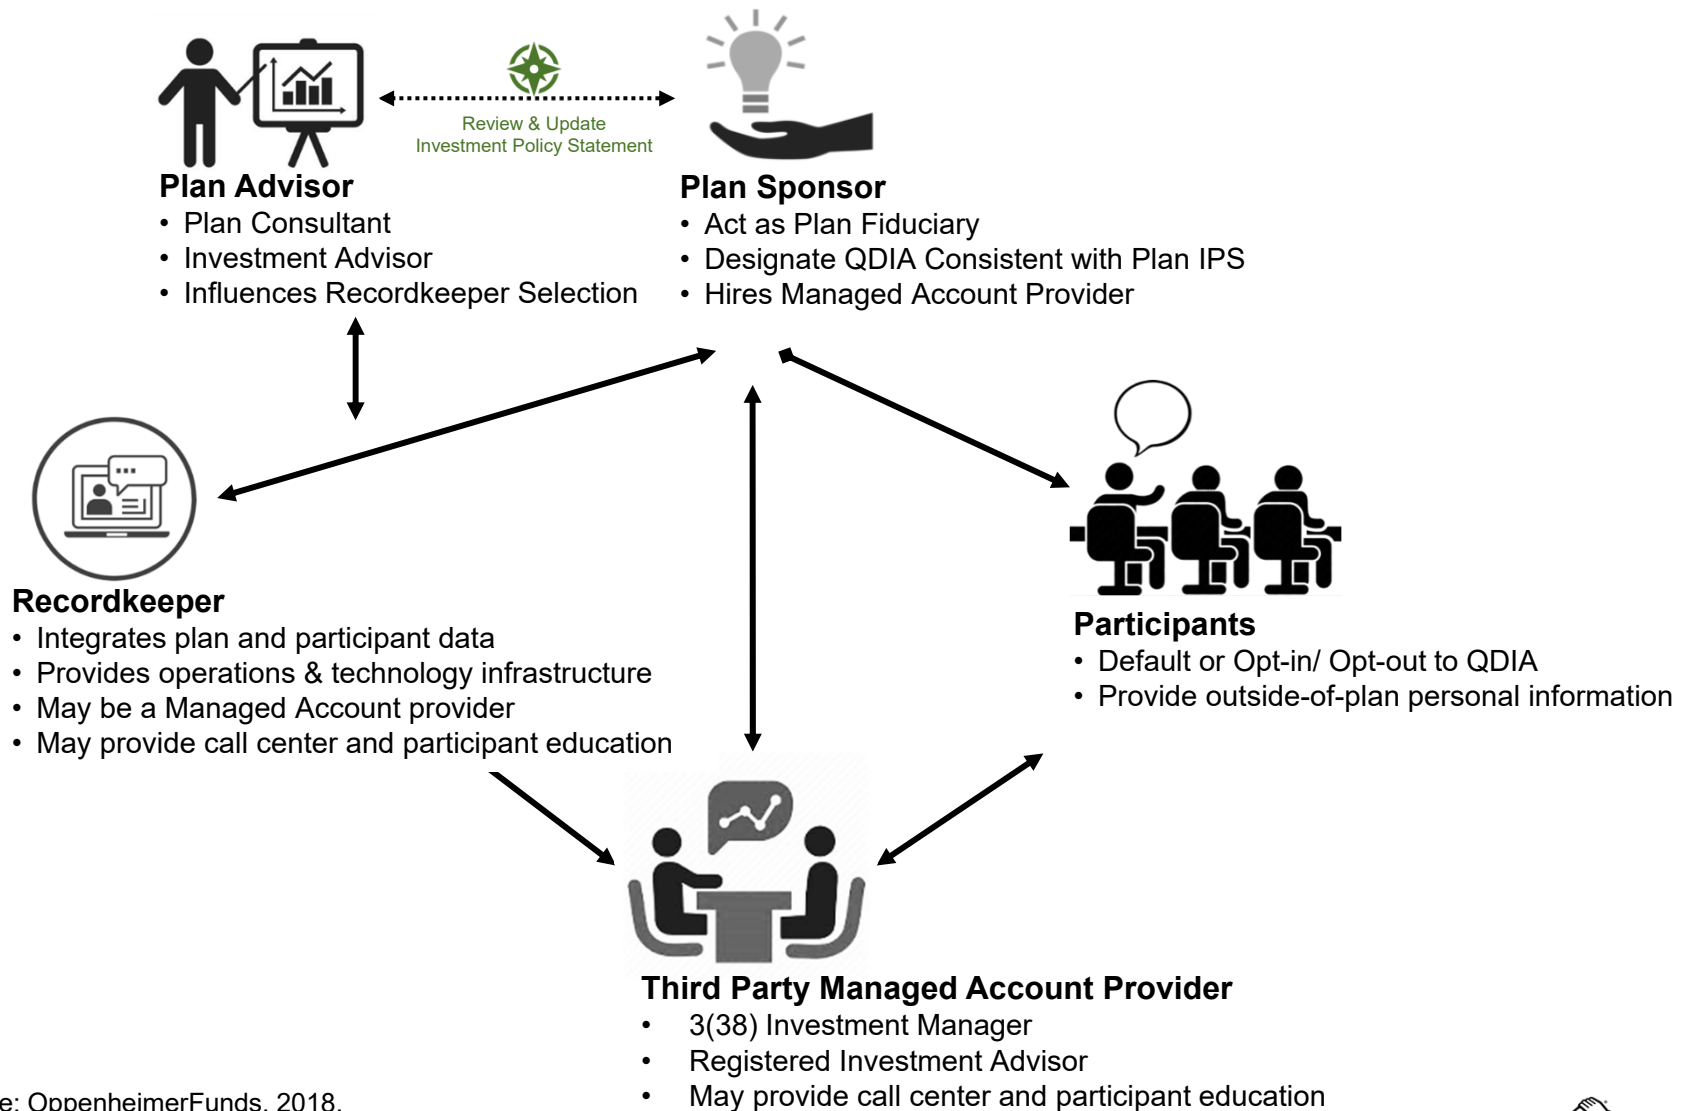 Review & Update
Investment Policy Statement
Plan Advisor
• Plan Consultant
• Investment Advisor
• Influences Recordkeeper Selection
Plan Sponsor
• Act as Plan Fiduciary
• Designate QDIA Consistent with Plan IPS
• Hires Managed Account Provider
Recordkeeper
• Integrates plan and participant data
• Provides operations & technology infrastructure
• May be a Managed Account provider
• May provide call center and participant education
Participants
• Default or Opt-in/ Opt-out to QDIA
• Provide outside-of-plan personal information
Third Party Managed Account Provider
• 3(38) Investment Manager
• Registered Investment Advisor
• May provide call center and participant education
e: OppenheimerFunds, 2018.